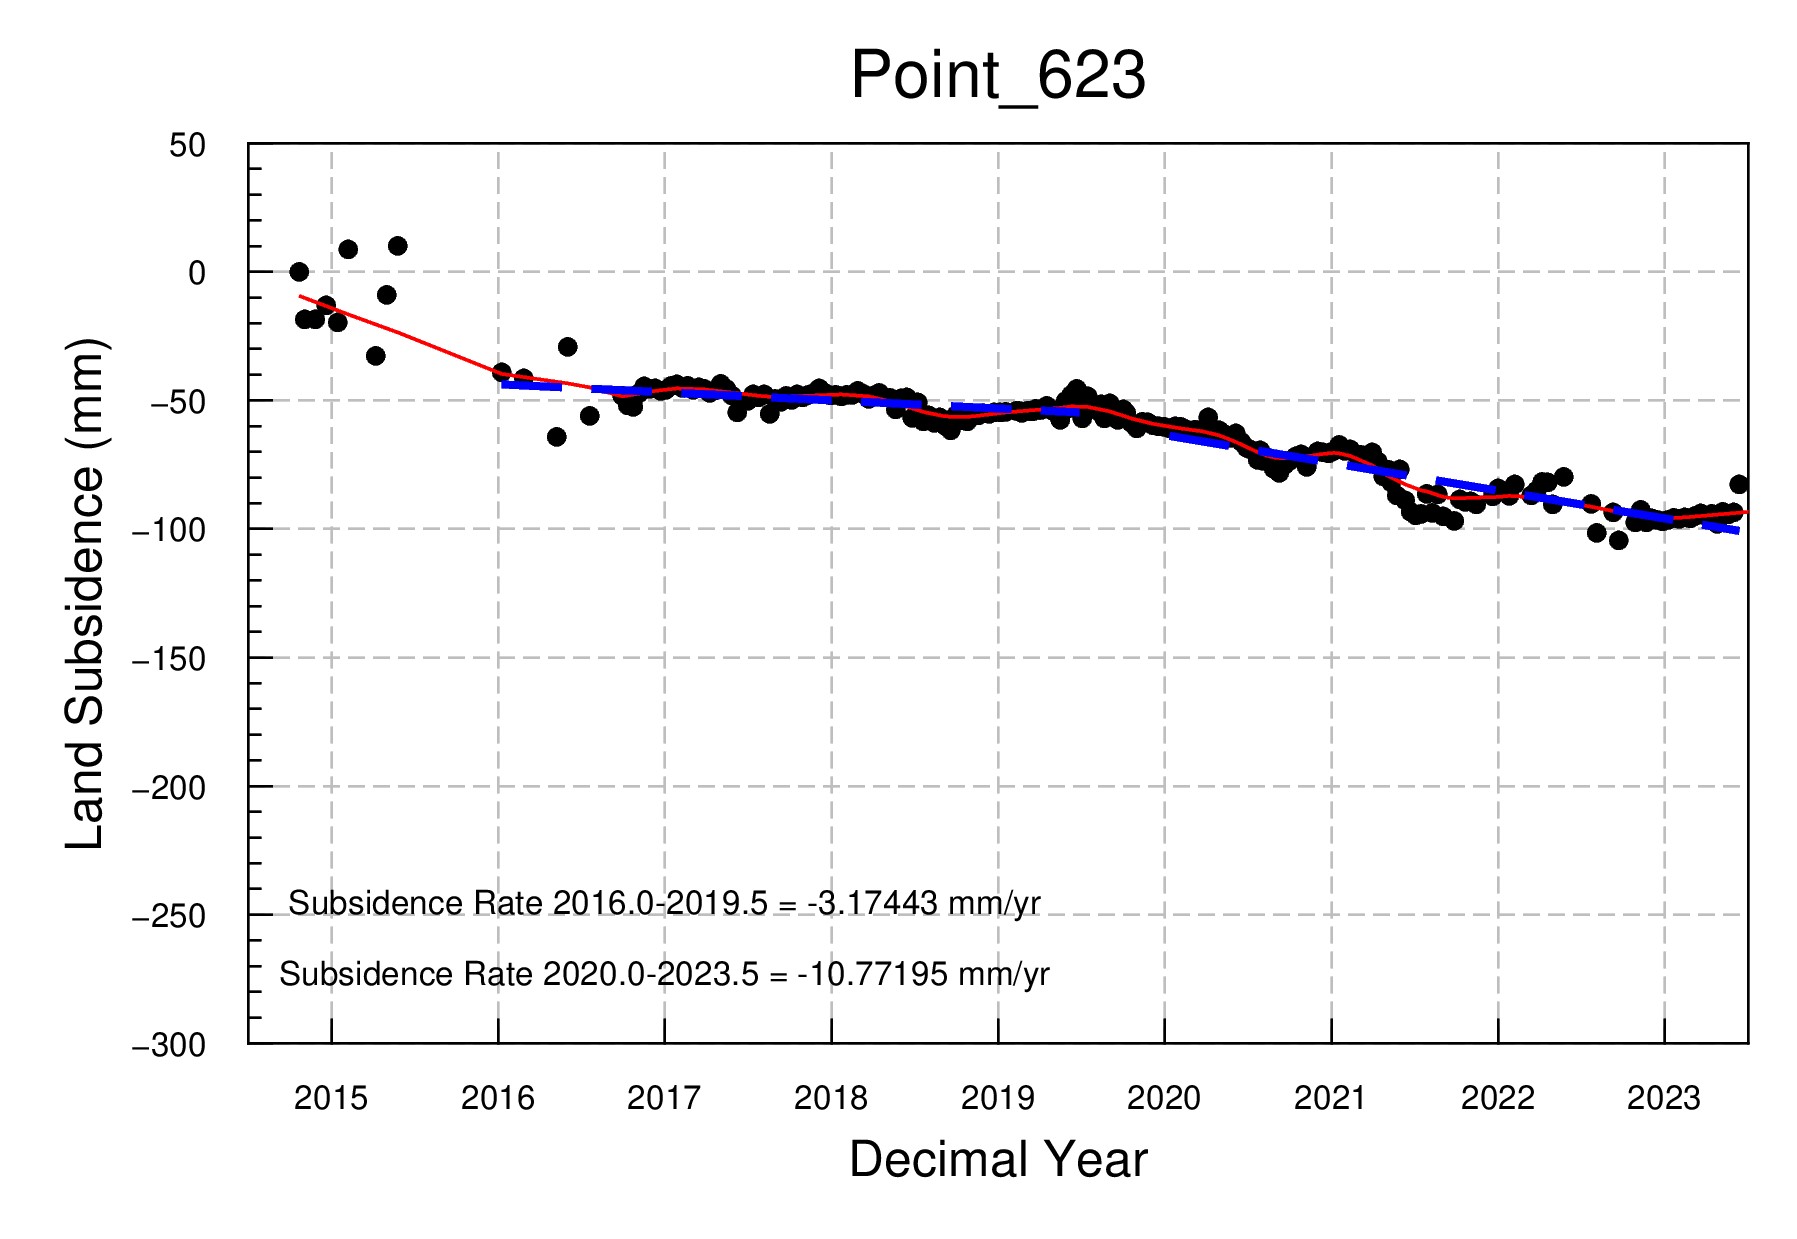 Point_623
50
0
−50
−100
−150
−200
−250
−300
Land Subsidence (mm)
Subsidence Rate 2016.0-2019.5 = -3.17443 mm/yr
Subsidence Rate 2020.0-2023.5 = -10.77195 mm/yr
2015 2016 2017 2018 2019 2020 2021 2022 2023
Decimal Year